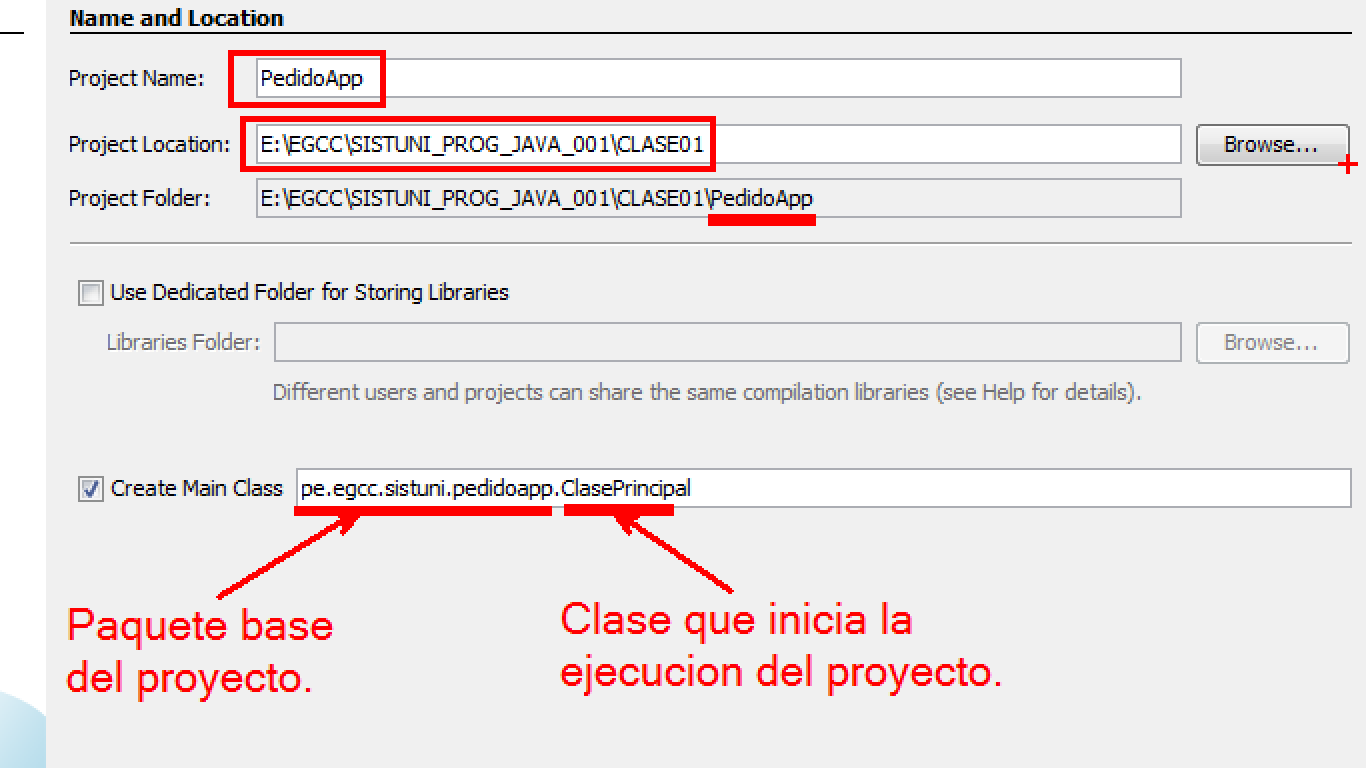 Name and Location
Project Name: PedidoApp
Project Location: E:\EGCC\SISTUNI_PROG_JAVA_001\CLASE01 Browse...
Project Folder: E:\EGCC\SISTUNI_PROG_JAVA_001\CLASE01\PedidoApp
Use Dedicated Folder for Storing Libraries
Libraries Folder: Browse...
Different users and projects can share the same compilation libraries (see Help for details).
Create Main Class pe.egcc.sistuni.pedidoapp.ClasePrincipal
Paquete base
del proyecto.
Clase que inicia la
ejecucion del proyecto.